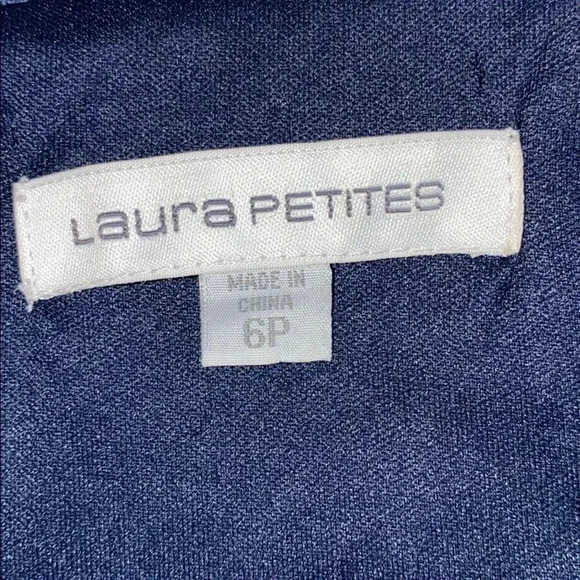 Laura PETITES
MADE IN
CHINA
6P